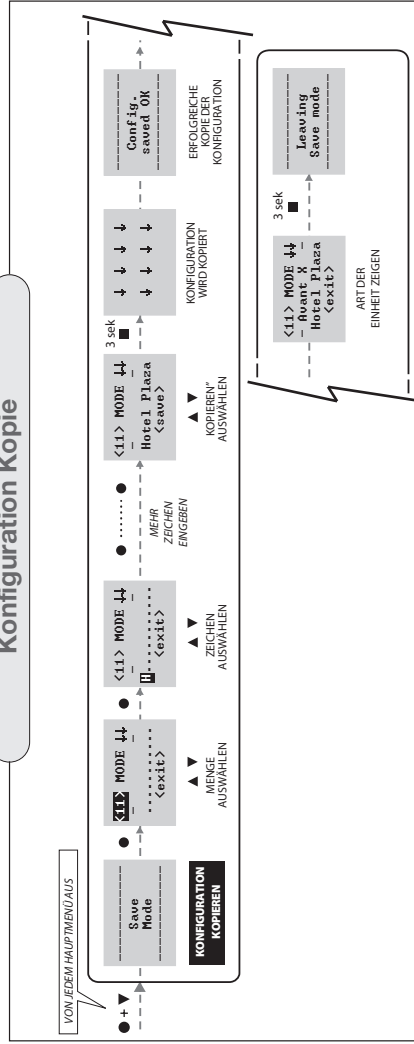 Konfiguration Kopie
VON JEDEM HAUPTMENÜ AUS
● + ▼
Save
Mode
KONFIGURATION
KOPIEREN
●
<11> MODE ↓↓
<exit>
▲ ▼
MENGE
AUSWÄHLEN
●
<11> MODE ↓↓
H
<exit>
▲ ▼
ZEICHEN
AUSWÄHLEN
● ········ ●
MEHR
ZEICHEN
EINGEBEN
<11> MODE ↓↓
Hotel Plaza
<save>
▲ ▼
KOPIEREN"
AUSWÄHLEN
3 sek
■
↓ ↓ ↓ ↓
↓ ↓ ↓ ↓
KONFIGURATION
WIRD KOPIERT
Config.
saved OK
ERFOLGREICHE
KOPIE DER
KONFIGURATION
<11> MODE ↓↓
– Avant X –
Hotel Plaza
<exit>
ART DER
EINHEIT ZEIGEN
3 sek
■
Leaving
Save mode